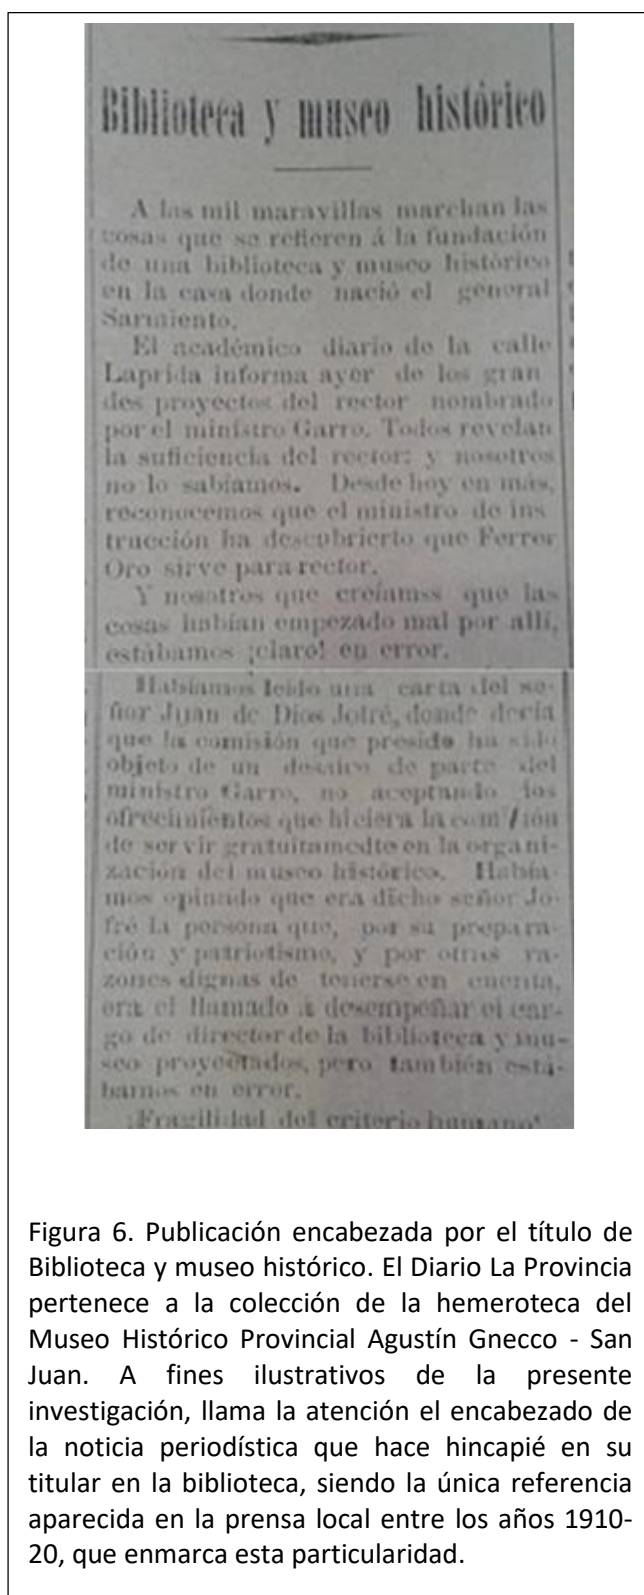 Biblioteca y museo histórico
A las mil maravillas marchan las
cosas que se refieren á la fundación
de una biblioteca y museo histórico
en la casa donde nació el general
Sarmiento.
El académico diario de la calle
Laprida informa ayer de los gran
des proyectos del rector nombrado
por el ministro Garro. Todos revelan
la suficiencia del rector: y nosotros
no lo sabíamos. Desde hoy en más,
reconocemos que el ministro de ins
trucción ha descubrierto que Ferrer
Oro sirve para rector.
Y nosotros que creíamss que las
cosas habían empezado mal por allí,
estábamos ¡claro! en error.
Habíamos leído una carta del se-
ñor Juan de Dios Jofré, donde decía
que la comisión que preside ha sido
objeto de un desaire de parte del
ministro Garro, no aceptando los
ofrecimientos que hiciera la
de servir gratuitamedte en la organi-
zación del museo histórico. Había-
mos opinado que era dicho señor Jo-
fré la persona que, por su prepara-
ción y patriotismo, y por otras ra-
zones dignas de tenerse en cuenta,
era el llamado á desempeñar el car-
go de director de la biblioteca y mu-
seo proyectados, pero también está-
bamos en error.
¡Fragilidad del criterio humano!
Figura 6. Publicación encabezada por el título de
Biblioteca y museo histórico. El Diario La Provincia
pertenece a la colección de la hemeroteca del
Museo Histórico Provincial Agustín Gnecco - San
Juan. A fines ilustrativos de la presente
investigación, llama la atención el encabezado de
la noticia periodística que hace hincapié en su
titular en la biblioteca, siendo la única referencia
aparecida en la prensa local entre los años 1910-
20, que enmarca esta particularidad.